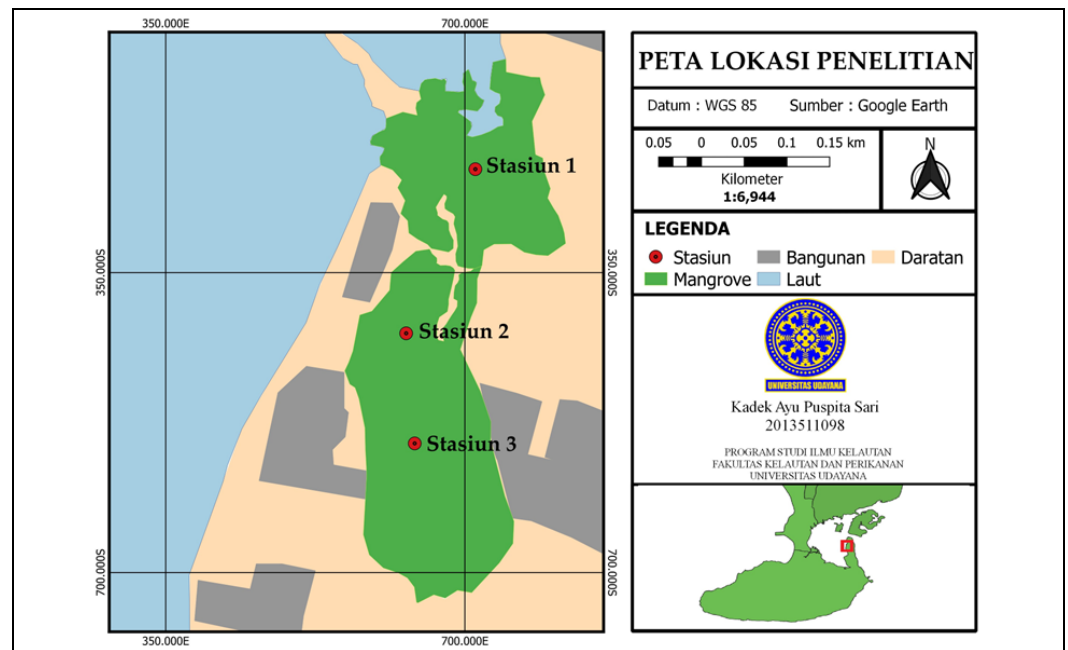 350.000E 700.000E
350.000S
700.000S
350.000S
700.000S
350.000E 700.000E
Stasiun 1
Stasiun 2
Stasiun 3
PETA LOKASI PENELITIAN
Datum : WGS 85 Sumber : Google Earth
0.05 0 0.05 0.1 0.15 km
Kilometer
1:6,944
N
LEGENDA
Stasiun Bangunan Daratan
Mangrove Laut
UNIVERSITAS UDAYANA
Kadek Ayu Puspita Sari
2013511098
PROGRAM STUDI ILMU KELAUTAN
FAKULTAS KELAUTAN DAN PERIKANAN
UNIVERSITAS UDAYANA